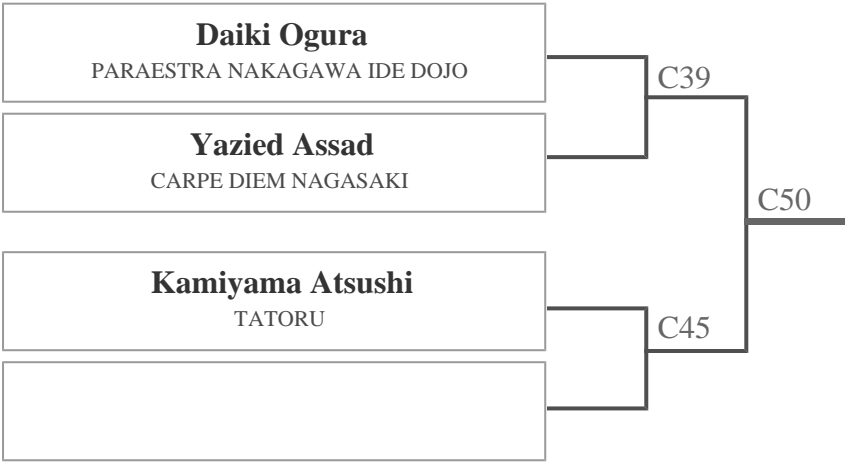 Daiki Ogura
PARAESTRA NAKAGAWA IDE DOJO
C39
Yazied Assad
CARPE DIEM NAGASAKI
C50
Kamiyama Atsushi
TATORU
C45